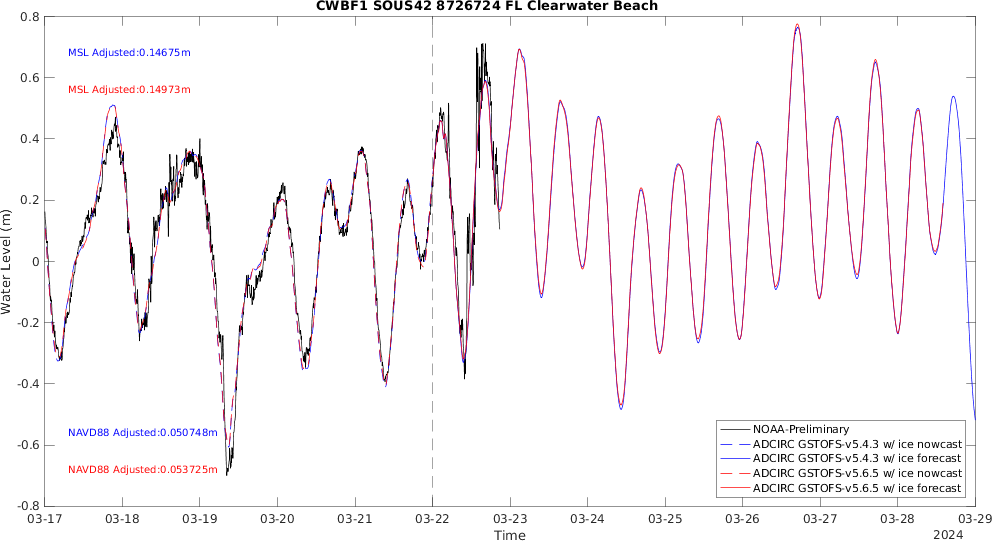 CWBF1 SOUS42 8726724 FL Clearwater Beach
0.8
0.6
0.4
0.2
0
-0.2
-0.4
-0.6
-0.8
Water Level (m)
MSL Adjusted:0.14675m
MSL Adjusted:0.14973m
NAVD88 Adjusted:0.050748m
NAVD88 Adjusted:0.053725m
NOAA-Preliminary
ADCIRC GSTOFS-v5.4.3 w/ ice nowcast
ADCIRC GSTOFS-v5.4.3 w/ ice forecast
ADCIRC GSTOFS-v5.6.5 w/ ice nowcast
ADCIRC GSTOFS-v5.6.5 w/ ice forecast
03-17 03-18 03-19 03-20 03-21 03-22 03-23 03-24 03-25 03-26 03-27 03-28 03-29
Time
2024